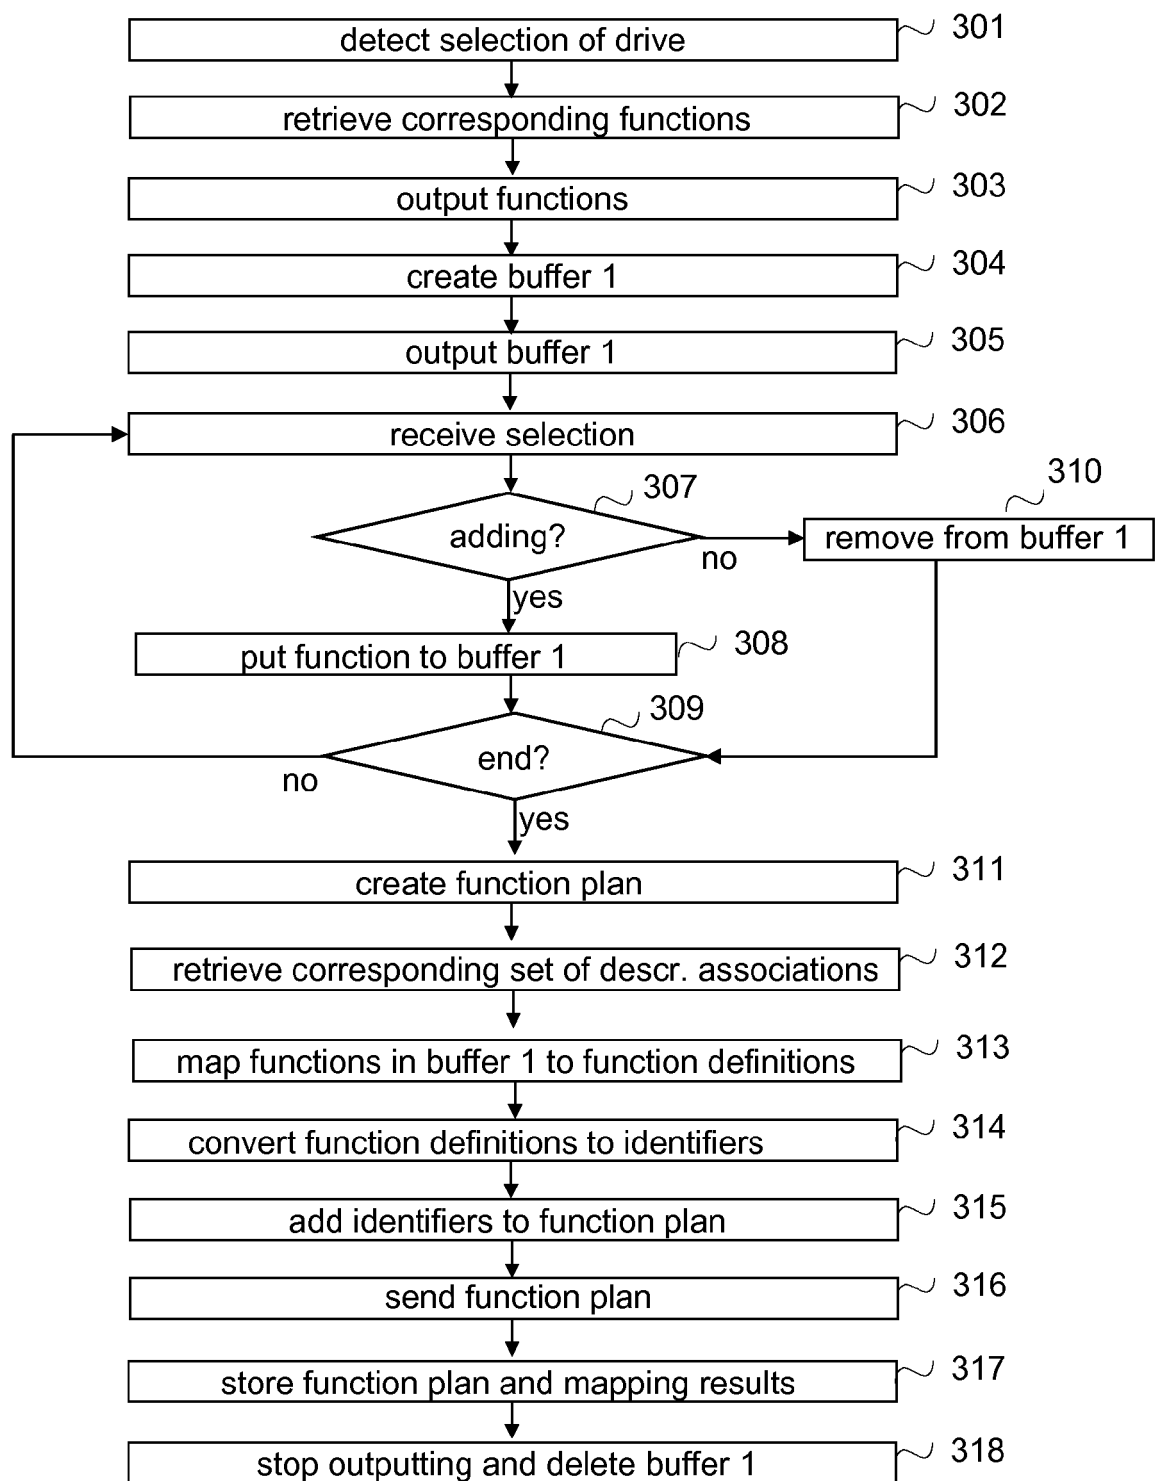 detect selection of drive 301
retrieve corresponding functions 302
output functions 303
create buffer 1 304
output buffer 1 305
receive selection 306
adding? 307
no
remove from buffer 1 310
yes
put function to buffer 1 308
end? 309
no
yes
create function plan 311
retrieve corresponding set of descr. associations 312
map functions in buffer 1 to function definitions 313
convert function definitions to identifiers 314
add identifiers to function plan 315
send function plan 316
store function plan and mapping results 317
stop outputting and delete buffer 1 318